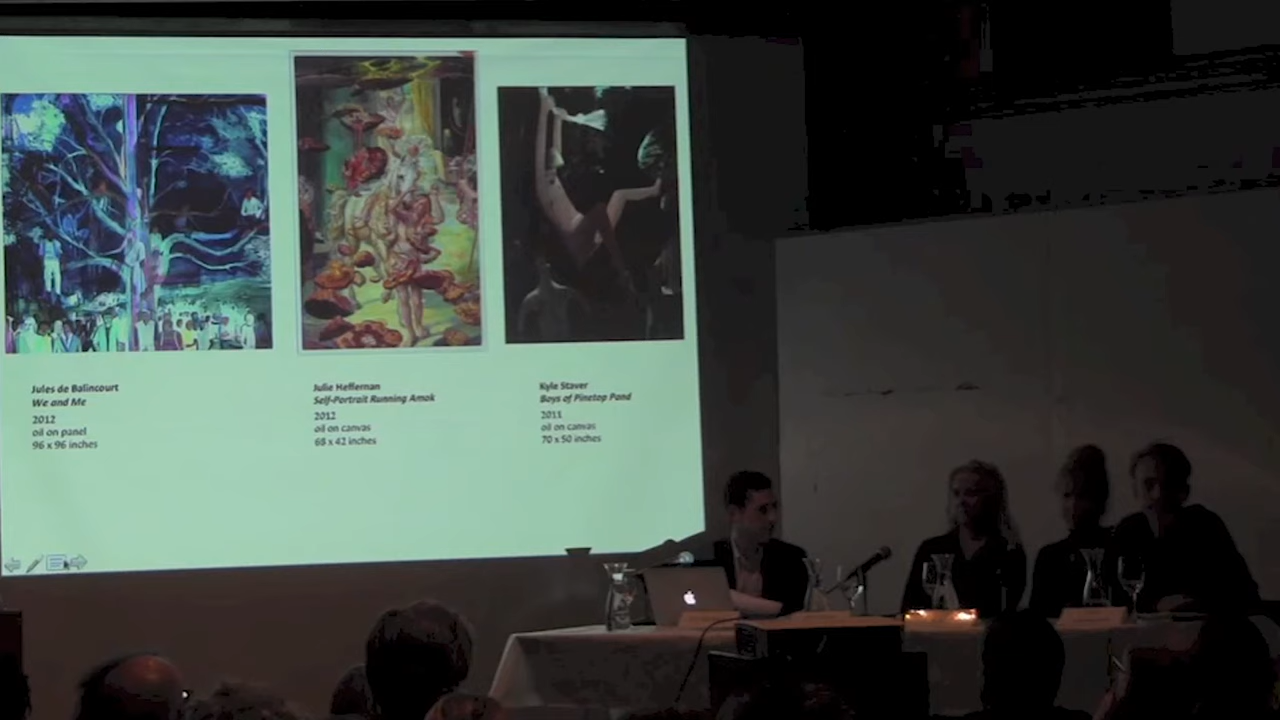 Jules de Balincourt
We and Me
2012
oil on panel
96 x 96 inches
Julie Heffernan
Self-Portrait Running Amok
2012
oil on canvas
68 x 42 inches
Kyle Staver
Boys of Pinetop Pond
2011
oil on canvas
70 x 50 inches